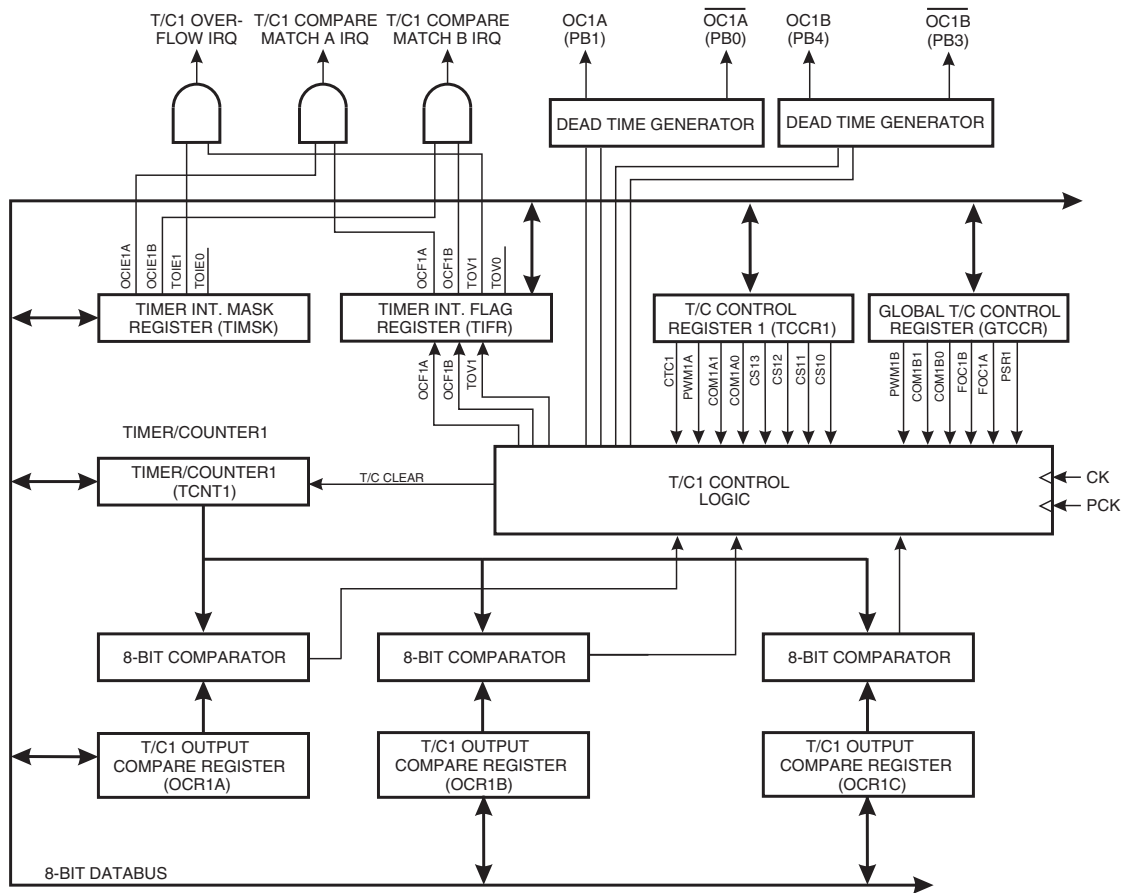 T/C1 OVER-
FLOW IRQ
T/C1 COMPARE
MATCH A IRQ
T/C1 COMPARE
MATCH B IRQ
OC1A
(PB1)
OC1A
(PB0)
OC1B
(PB4)
OC1B
(PB3)
DEAD TIME GENERATOR
DEAD TIME GENERATOR
OCIE1A
OCIE1B
TOIE1
TOIE0
OCF1A
OCF1B
TOV1
TOV0
TIMER INT. MASK
REGISTER (TIMSK)
TIMER INT. FLAG
REGISTER (TIFR)
T/C CONTROL
REGISTER 1 (TCCR1)
GLOBAL T/C CONTROL
REGISTER (GTCCR)
OCF1A
OCF1B
TOV1
CTC1
PWM1A
COM1A1
COM1A0
CS13
CS12
CS11
CS10
PWM1B
COM1B1
COM1B0
FOC1B
FOC1A
PSR1
TIMER/COUNTER1
TIMER/COUNTER1
(TCNT1)
T/C CLEAR
T/C1 CONTROL
LOGIC
CK
PCK
8-BIT COMPARATOR
8-BIT COMPARATOR
8-BIT COMPARATOR
T/C1 OUTPUT
COMPARE REGISTER
(OCR1A)
T/C1 OUTPUT
COMPARE REGISTER
(OCR1B)
T/C1 OUTPUT
COMPARE REGISTER
(OCR1C)
8-BIT DATABUS